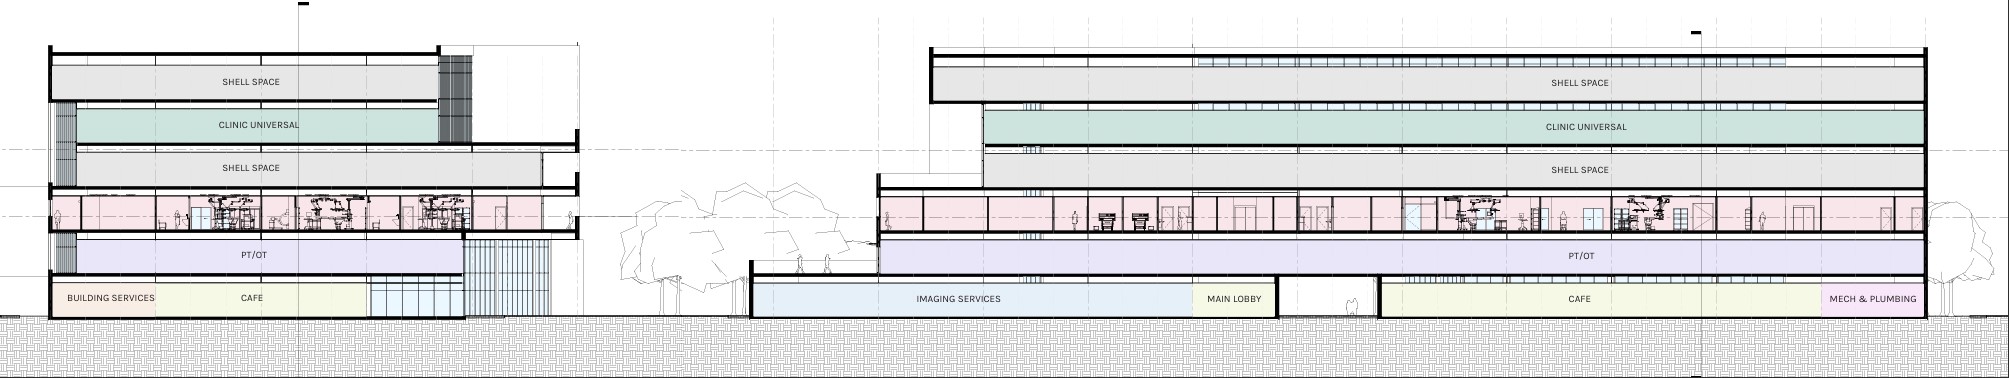 SHELL SPACE
CLINIC UNIVERSAL
SHELL SPACE
PT/OT
BUILDING SERVICES
CAFE
SHELL SPACE
CLINIC UNIVERSAL
SHELL SPACE
PT/OT
IMAGING SERVICES
MAIN LOBBY
CAFE
MECH & PLUMBING